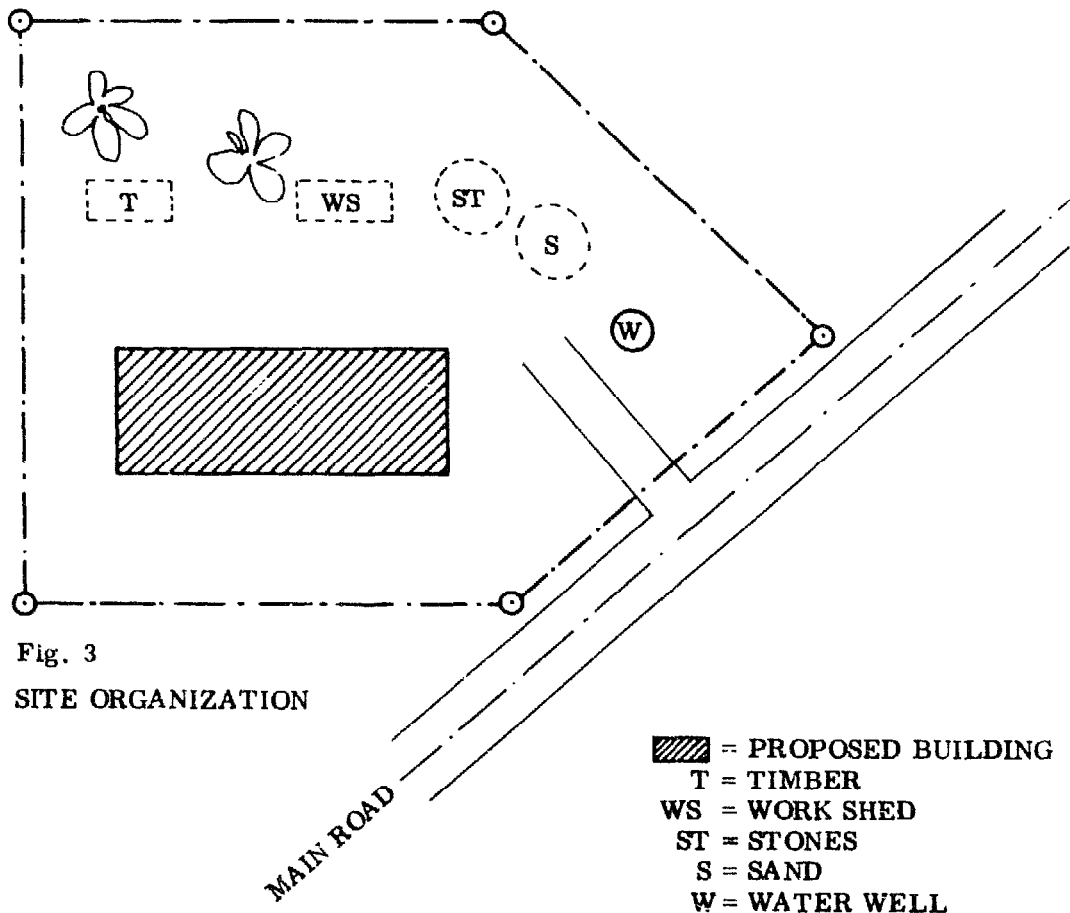 T
WS
ST
S
W
Fig. 3
SITE ORGANIZATION
MAIN ROAD
= PROPOSED BUILDING
T = TIMBER
WS = WORK SHED
ST = STONES
S = SAND
W = WATER WELL